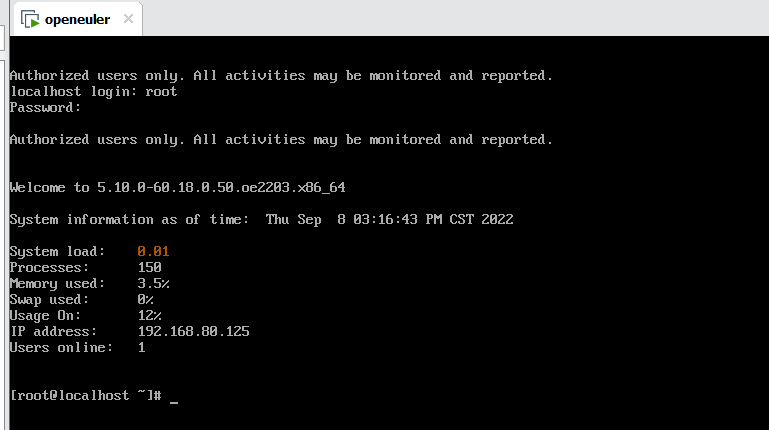 openeuler
Authorized users only. All activities may be monitored and reported.
localhost login: root
Password:
Authorized users only. All activities may be monitored and reported.
Welcome to 5.10.0-60.18.0.50.oe2203.x86_64
System information as of time:  Thu Sep  8 03:16:43 PM CST 2022
System load:    0.01
Processes:      150
Memory used:    3.5%
Swap used:      0%
Usage On:       12%
IP address:     192.168.80.125
Users online:   1
[root@localhost ~]# _